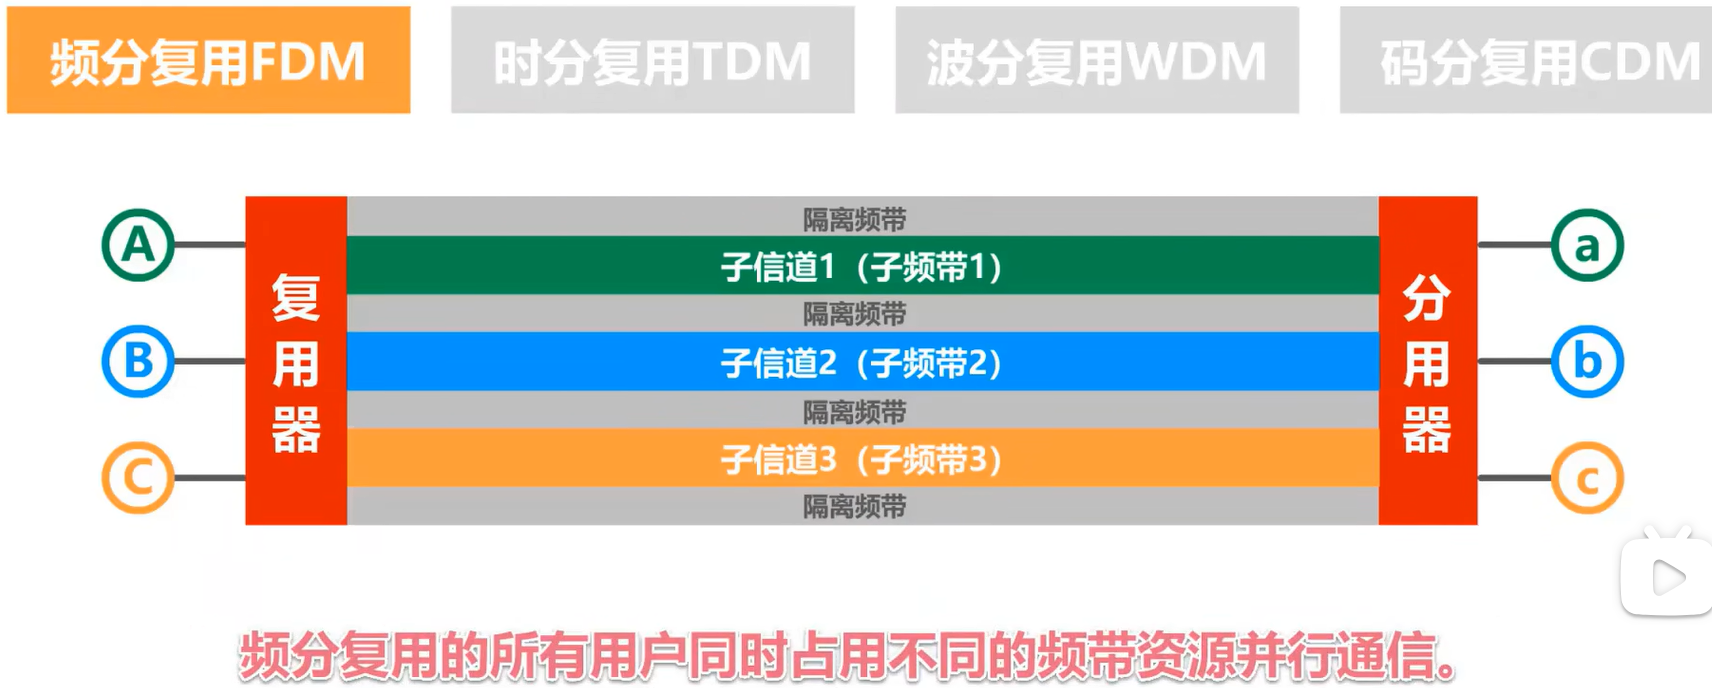 频分复用FDM
时分复用TDM
波分复用WDM
码分复用CDM
隔离频带
A
子信道1（子频带1）
a
隔离频带
复用器
分用器
B
子信道2（子频带2）
b
隔离频带
C
子信道3（子频带3）
c
隔离频带
频分复用的所有用户同时占用不同的频带资源并行通信。